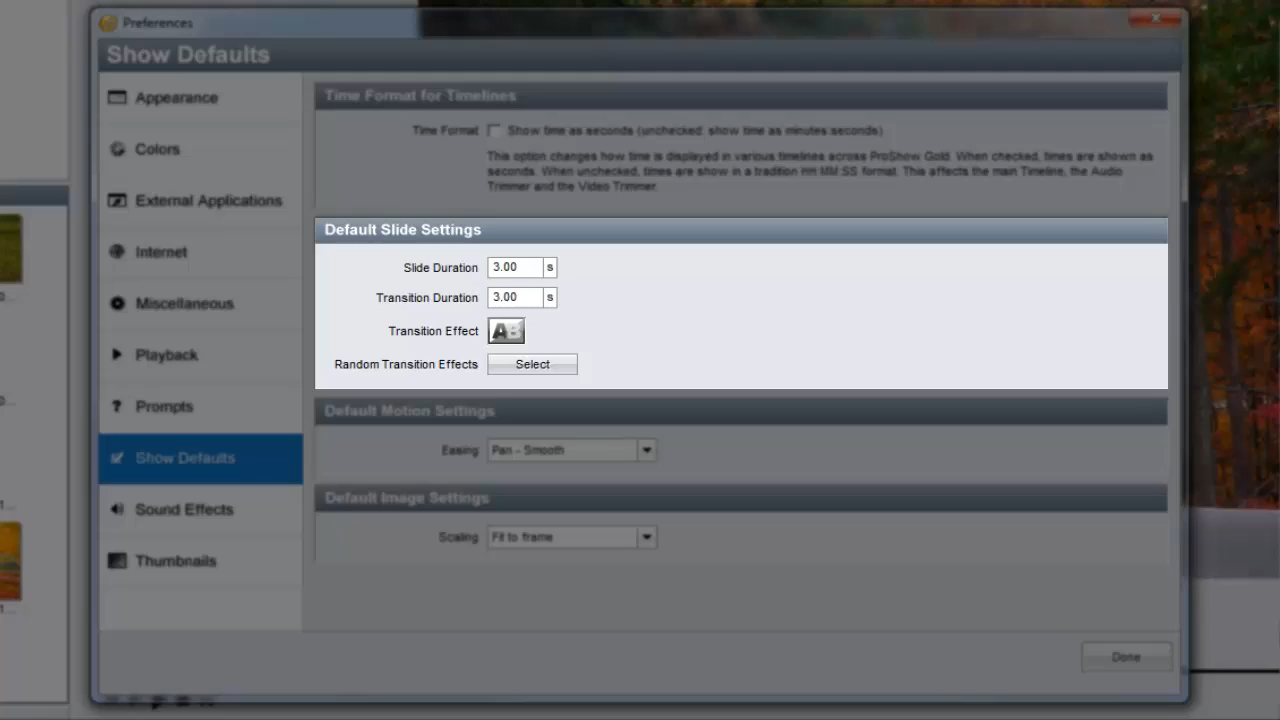 Preferences
Show Defaults
Appearance
Colors
External Applications
Internet
Miscellaneous
Playback
Prompts
Show Defaults
Sound Effects
Thumbnails
Time Format for Timelines
Time Format Show time as seconds (unchecked: show time as minutes:seconds)
This option changes how time is displayed in various timelines across ProShow Gold. When checked, times are shown as
seconds. When unchecked, times are show in a tradition HH:MM:SS format. This affects the main Timeline, the Audio
Trimmer and the Video Trimmer.
Default Slide Settings
Slide Duration 3.00 s
Transition Duration 3.00 s
Transition Effect AB
Random Transition Effects Select
Default Motion Settings
Easing Pan - Smooth
Default Image Settings
Scaling Fit to frame
Done